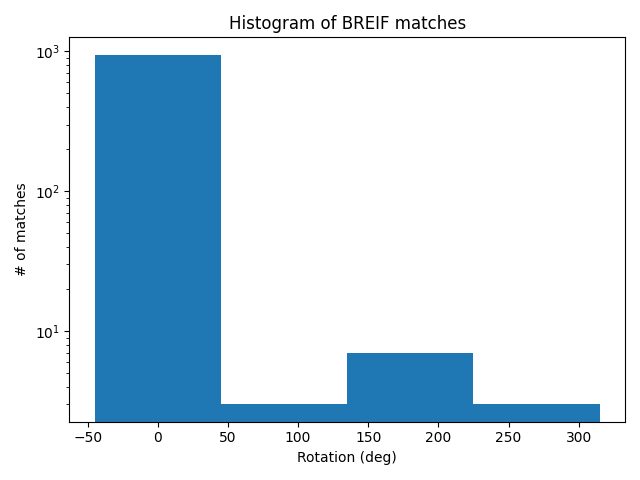 Histogram of BREIF matches
# of matches
10³
10²
10¹
−50 0 50 100 150 200 250 300
Rotation (deg)